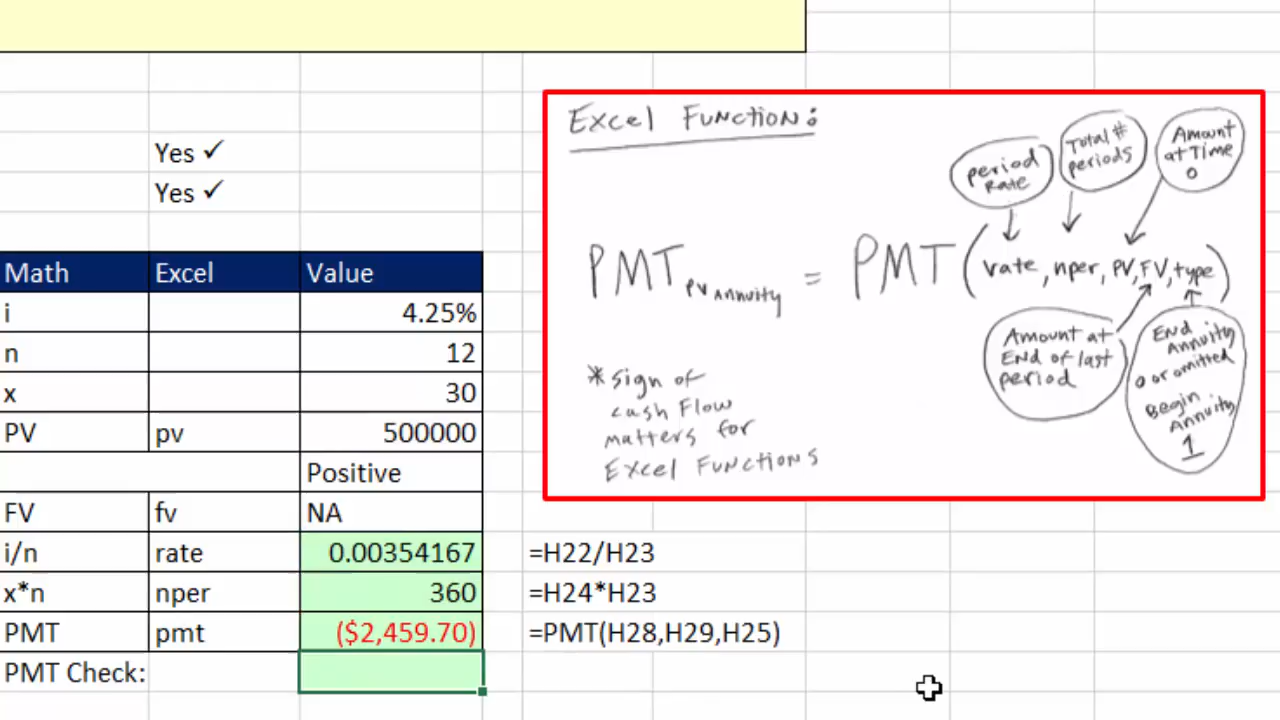 Yes ✓
Yes ✓
Math Excel Value
i 4.25%
n 12
x 30
PV pv 500000
Positive
FV fv NA
i/n rate 0.00354167 =H22/H23
x*n nper 360 =H24*H23
PMT pmt ($2,459.70) =PMT(H28,H29,H25)
PMT Check:
Excel Function:
period
Rate
Total #
periods
Amount
at Time
0
PMT PV Annuity = PMT(rate, nper, PV, FV, type)
Amount at
End of last
period
End
Annuity
0 or omitted
Begin
Annuity
1
* sign of
cash Flow
matters for
Excel Functions